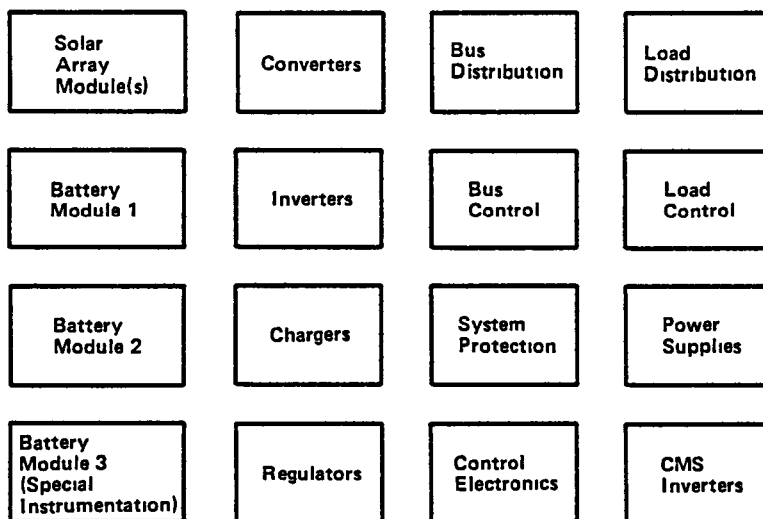 Solar
Array
Module(s)
Converters
Bus
Distribution
Load
Distribution
Battery
Module 1
Inverters
Bus
Control
Load
Control
Battery
Module 2
Chargers
System
Protection
Power
Supplies
Battery
Module 3
(Special
Instrumentation)
Regulators
Control
Electronics
CMS
Inverters